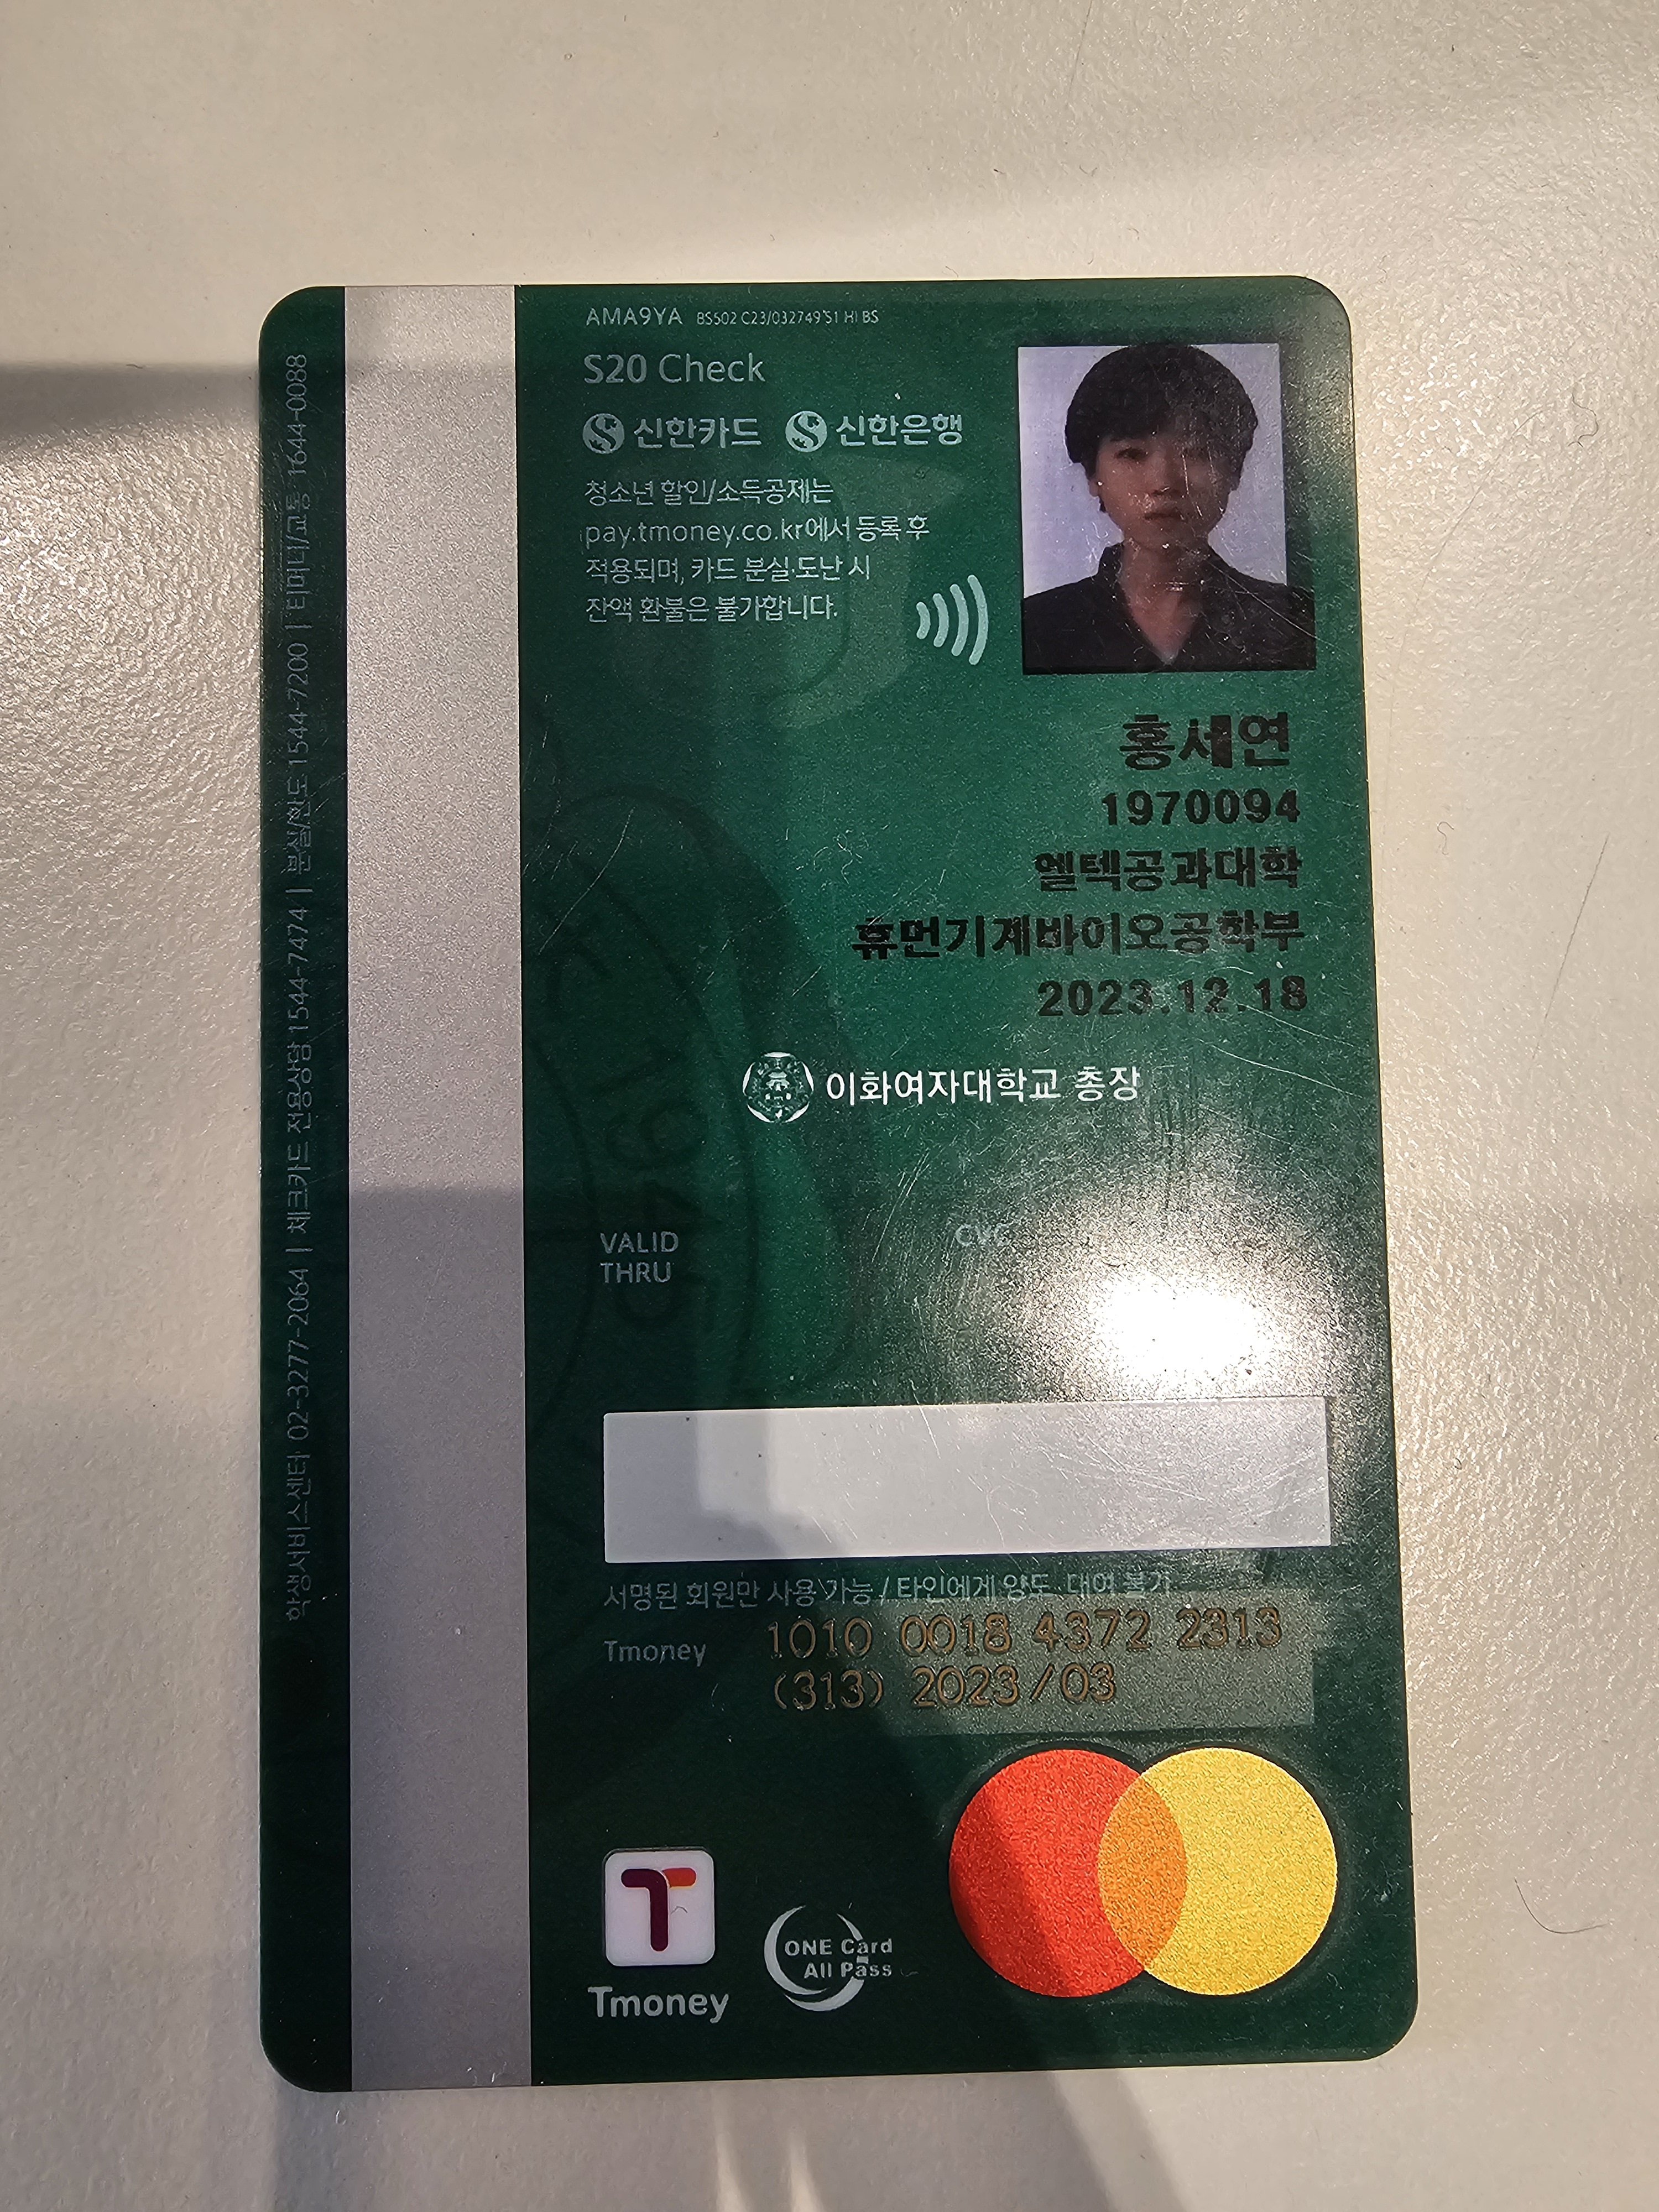 AMA9YA BS502 C23/032749'S1 HI BS
S20 Check
신한카드 신한은행
청소년 할인/소득공제는
pay.tmoney.co.kr에서 등록 후
적용되며, 카드 분실·도난 시
잔액 환불은 불가합니다.
홍세연
1970094
엘텍공과대학
휴먼기계바이오공학부
2023.12.18
이화여자대학교 총장
VALID
THRU
CVC
서명된 회원만 사용 가능 / 타인에게 양도·대여 불가
Tmoney 1010 0018 4372 2313
(313) 2023/03
T
Tmoney
ONE Card
All Pass
학생서비스센터 02-3277-2064 | 체크카드 전용상담 1544-7474 | 분실/한도 1544-7200 | 티머니/교통 1644-0088